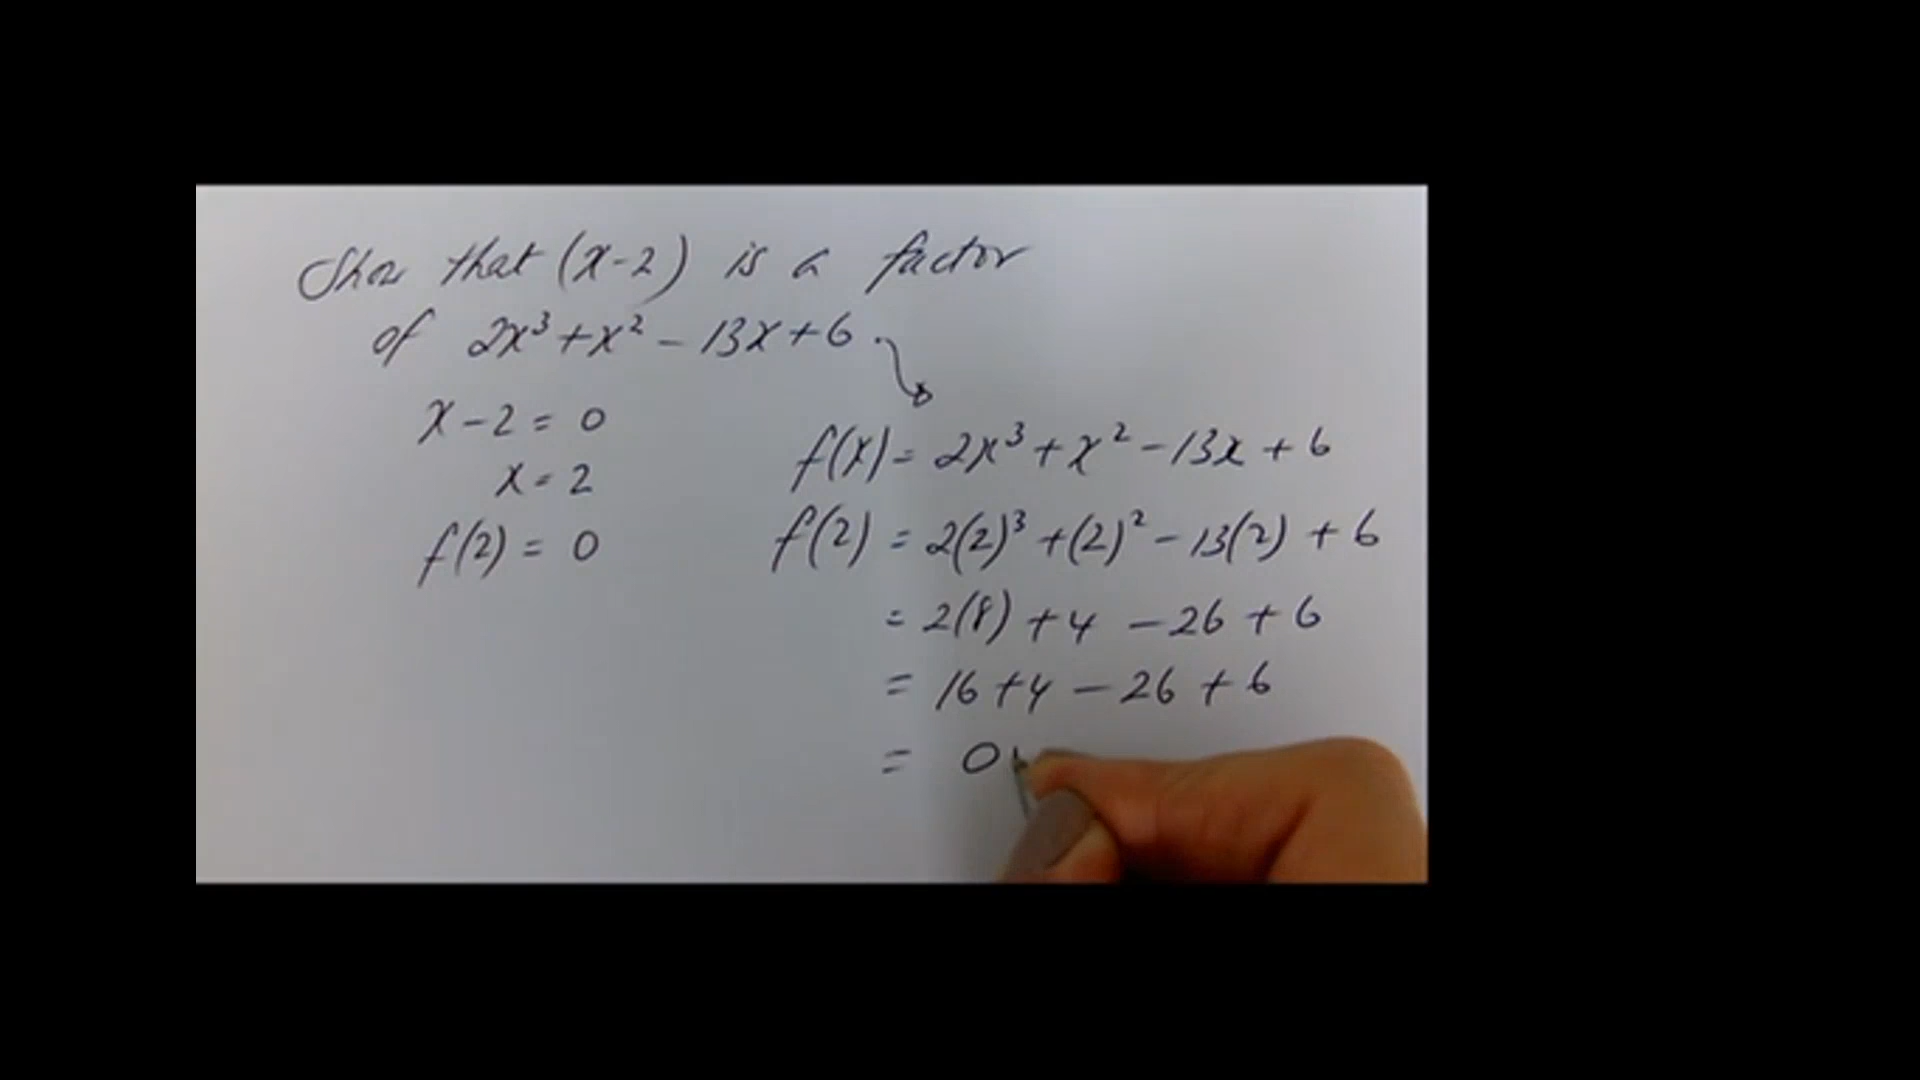 Show that (x-2) is a factor
of 2x³ + x² - 13x + 6.
x - 2 = 0
x = 2
f(2) = 0
f(x) = 2x³ + x² - 13x + 6
f(2) = 2(2)³ + (2)² - 13(2) + 6
= 2(8) + 4 - 26 + 6
= 16 + 4 - 26 + 6
= 0